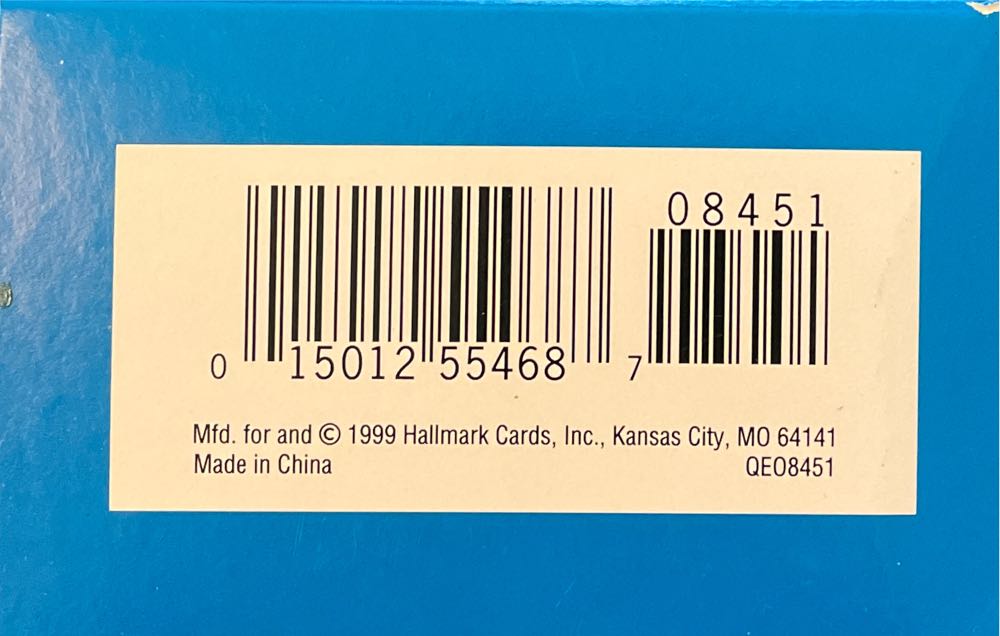 08451
0 15012 55468 7
Mfd. for and © 1999 Hallmark Cards, Inc., Kansas City, MO 64141
Made in China QEO8451